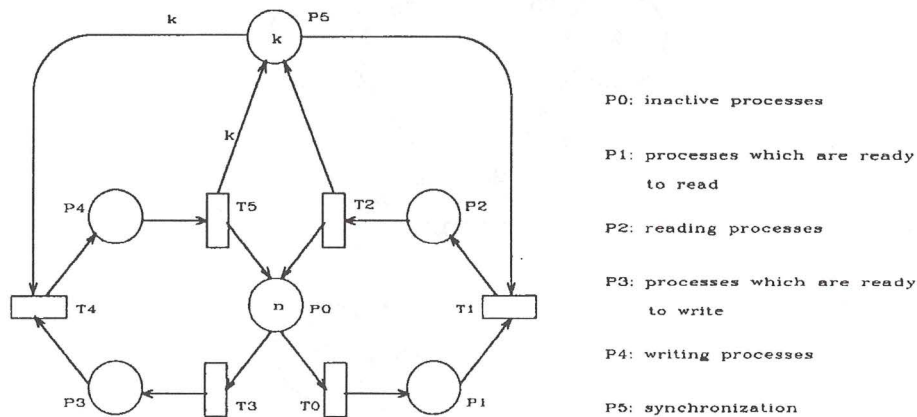 k
P5
k
P0: inactive processes
k
P1: processes which are ready
to read
P4
T5
T2
P2
P2: reading processes
n
P0
P3: processes which are ready
to write
T4
T1
P4: writing processes
P3
T3
T0
P1
P5: synchronization